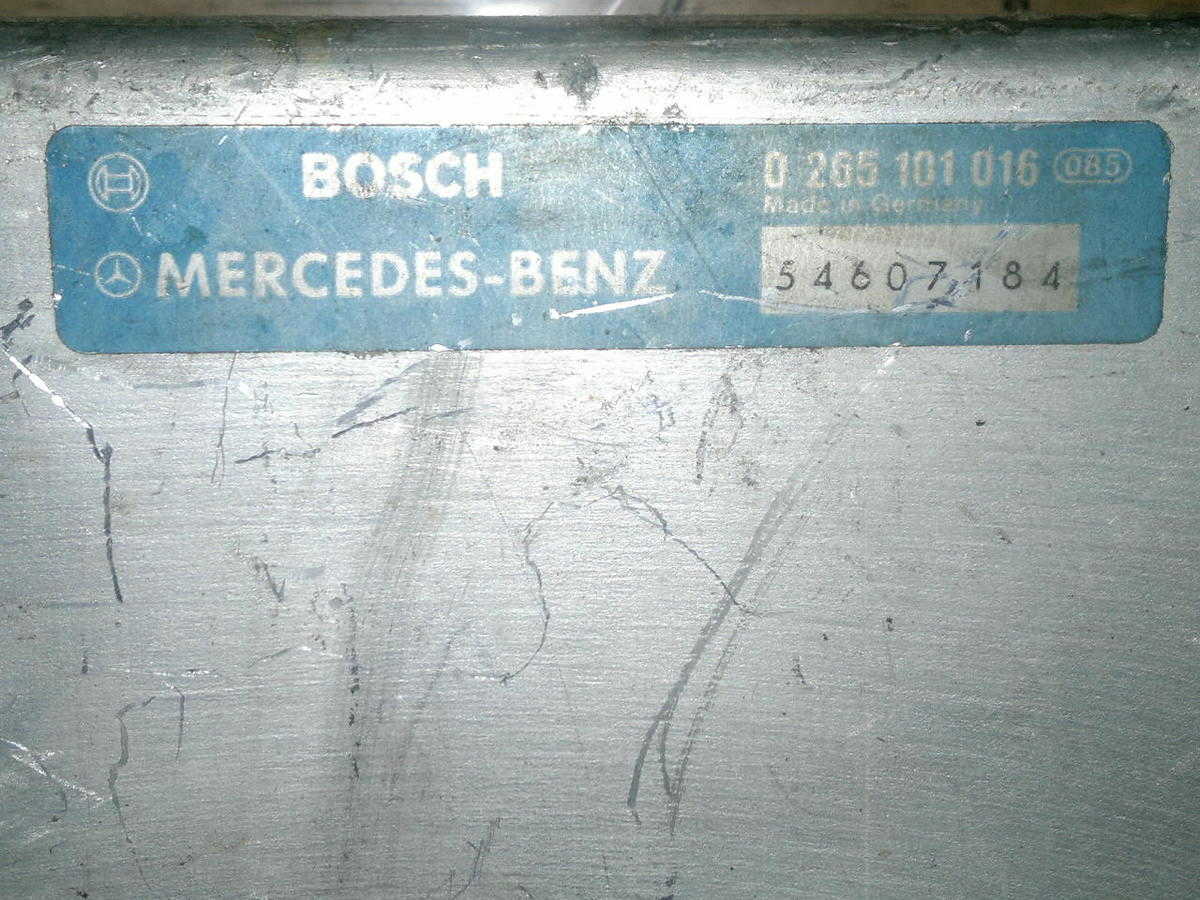 BOSCH 0 265 101 016 085
Made in Germany
MERCEDES-BENZ 54607184